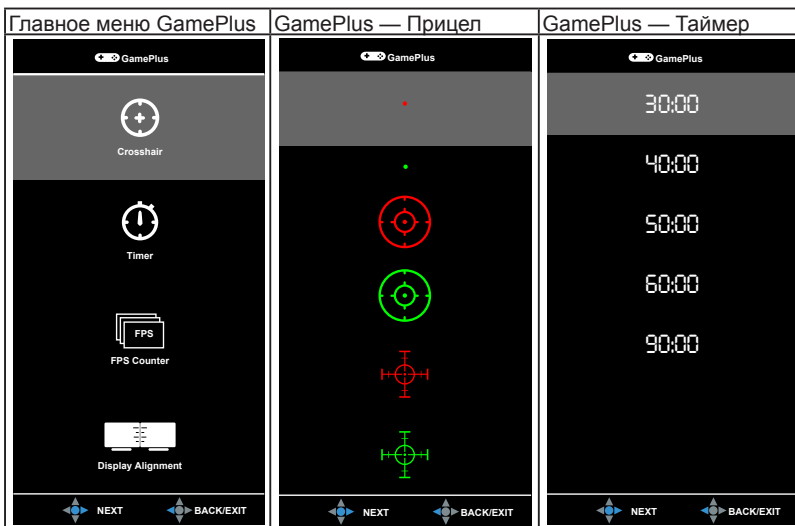 Главное меню GamePlus
GamePlus — Прицел
GamePlus — Таймер
GamePlus
Crosshair
Timer
FPS
FPS Counter
Display Alignment
NEXT BACK/EXIT
GamePlus
NEXT BACK/EXIT
GamePlus
30:00
40:00
50:00
60:00
90:00
NEXT BACK/EXIT